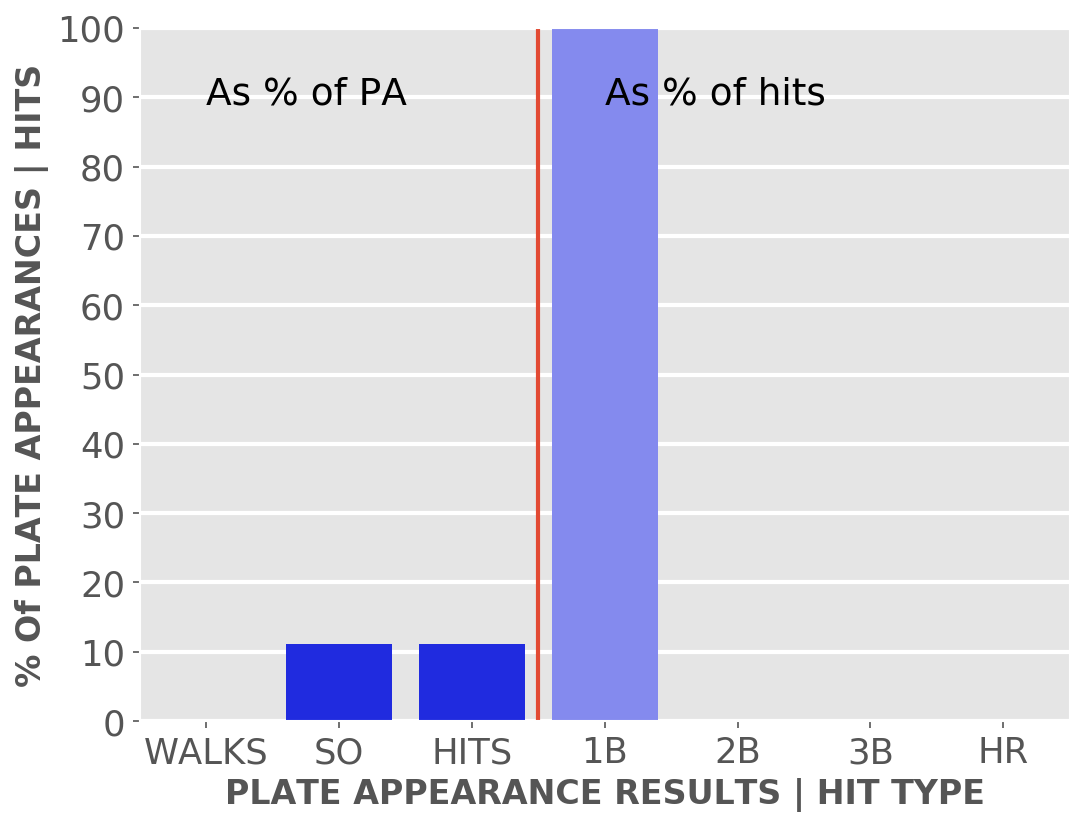 % Of PLATE APPEARANCES | HITS
100
90
80
70
60
50
40
30
20
10
0
As % of PA
As % of hits
WALKS SO HITS 1B 2B 3B HR
PLATE APPEARANCE RESULTS | HIT TYPE